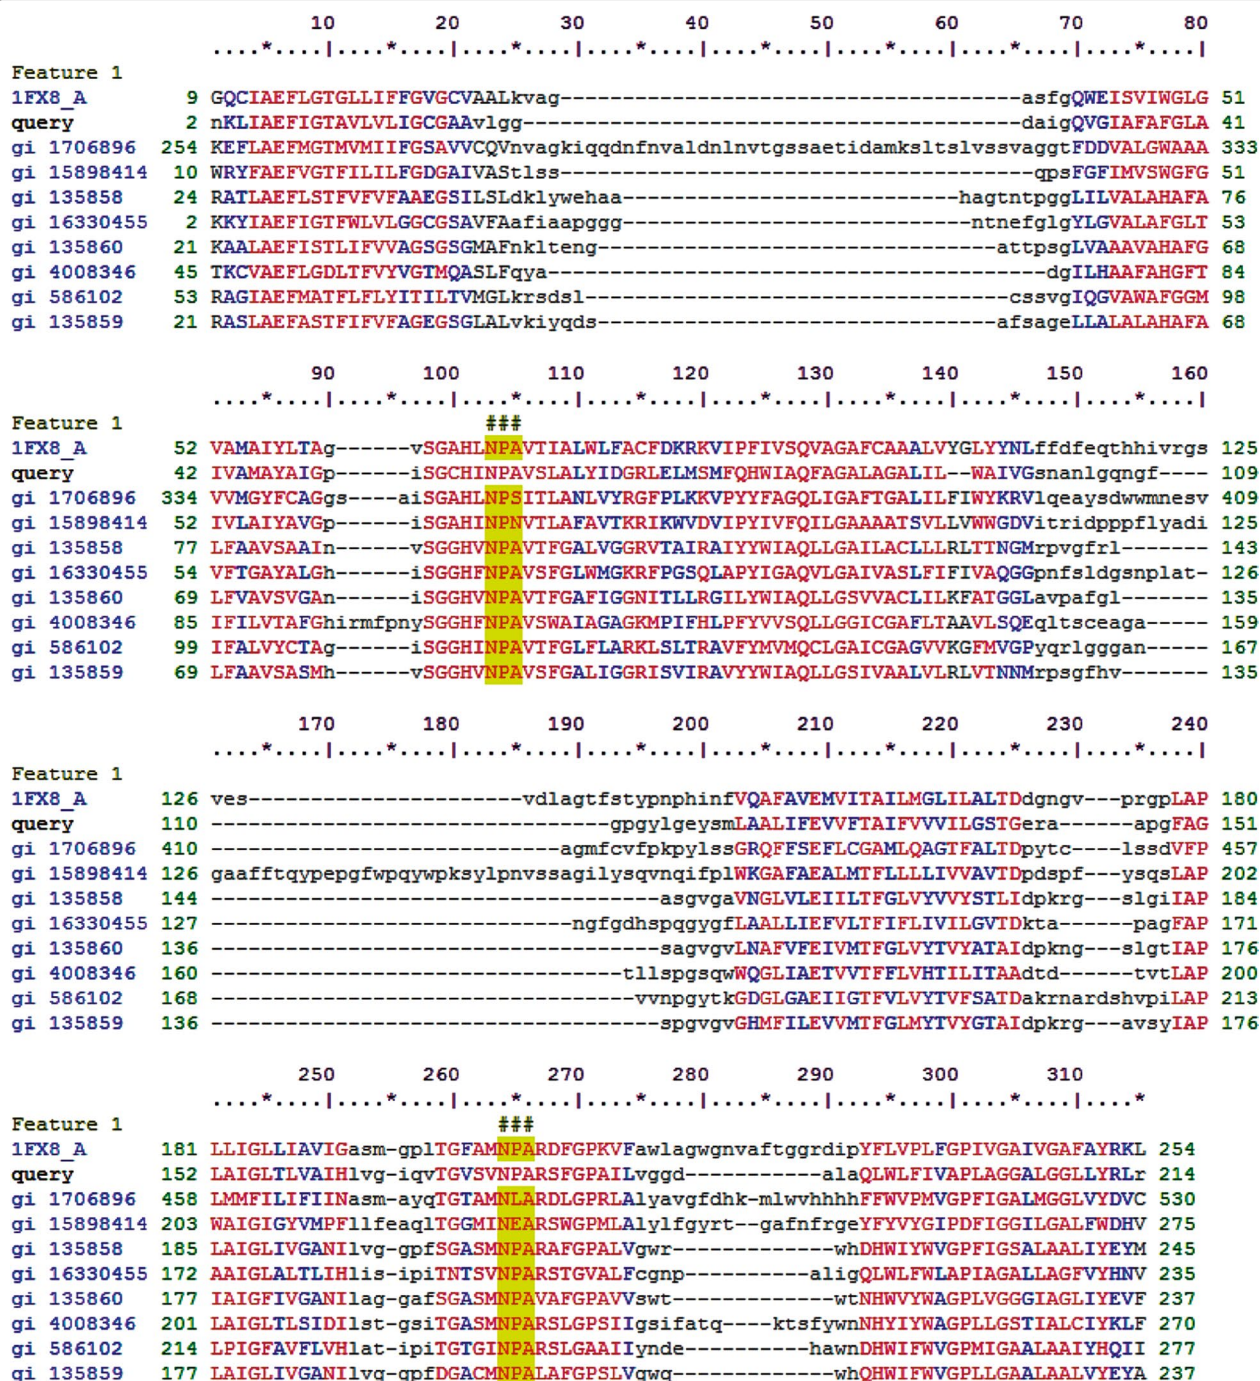 10 20 30 40 50 60 70 80
....*....|....*....|....*....|....*....|....*....|....*....|....*....|....*....|
Feature 1
1FX8_A 9 GQCIAEFLGTGLLIFFGVGCVAALkvag-------------------------------------asfgQWEISVIWGLG 51
query 2 nKLIAEFIGTAVLVLIGCGAAvlgg----------------------------------------daigQVGIAFAFGLA 41
gi 1706896 254 KEFLAEFMGTMVMIIFGSAVVCQVnvagkiqqdnfnvaldnlnvtgssaetidamksltslvssvaggtFDDVALGWAAA 333
gi 15898414 10 WRYFAEFVGTFILILFGDGAIVAStlss--------------------------------------qpsFGFIMVSWGFG 51
gi 135858 24 RATLAEFLSTFVFVFAAEGSILSLdklywehaa---------------------------hagtntpggLILVALAHAFA 76
gi 16330455 2 KKYIAEFIGTFWLVLGGCGSAVFAafiaapggg----------------------------ntnefglgYLGVALAFGLT 53
gi 135860 21 KAALAEFISTLIFVVAGSGSGMAFnklteng--------------------------------attpsgLVAAAVAHAFG 68
gi 4008346 45 TKCVAEFLGDLTFVYVGTMQASLFqya----------------------------------------dgILHAAFAHGFT 84
gi 586102 53 RAGIAEFMATFLFLYITILTVMGLkrsdsl----------------------------------cssvgIQGVAWAFGGM 98
gi 135859 21 RASLAEFASTFIFVFAGEGSGLALvkiyqds--------------------------------afsageLLALALAHAFA 68
90 100 110 120 130 140 150 160
....*....|....*....|....*....|....*....|....*....|....*....|....*....|....*....|
Feature 1 ###
1FX8_A 52 VAMAIYLTAg------vSGAHLNPAVTIALWLFACFDKRKVIPFIVSQVAGAFCAAALVYGLYYNLffdfeqthhivrgs 125
query 42 IVAMAYAIGp------iSGCHINPAVSLALYIDGRLELMSMFQHWIAQFAGALAGALIL--WAIVGsnanlgqngf---- 109
gi 1706896 334 VVMGYFCAGgs----aiSGAHLNPSITLANLVYRGFPLKKVPYYFAGQLIGAFTGALILFIWYKRVlqeaysdwwmnesv 409
gi 15898414 52 IVLAIYAVGp------iSGAHINPNVTLAFAVTKRIKWVDVIPYIVFQILGAAAATSVLLVWWGDVitridpppflyadi 125
gi 135858 77 LFAAVSAAIn------vSGGHVNPAVTFGALVGGRVTAIRAIYYWIAQLLGAILACLLLRLTTNGMrpvgfrl------- 143
gi 16330455 54 VFTGAYALGh------iSGGHFNPAVSFGLWMGKRFPGSQLAPYIGAQVLGAIVASLFIFIVAQGGpnfsldgsnplat- 126
gi 135860 69 LFVAVSVGAn------iSGGHVNPAVTFGAFIGGNITLLRGILYWIAQLLGSVVACLILKFATGGLavpafgl------- 135
gi 4008346 85 IFILVTAFGhirmfpnySGGHFNPAVSWAIAGAGKMPIFHLPFYVVSQLLGGICGAFLTAAVLSQEqltsceaga----- 159
gi 586102 99 IFALVYCTAg------iSGGHINPAVTFGLFLARKLSLTRAVFYMVMQCLGAICGAGVVKGFMVGPyqrlgggan----- 167
gi 135859 69 LFAAVSASMh------vSGGHVNPAVSFGALIGGRISVIRAVYYWIAQLLGSIVAALVLRLVTNNMrpsgfhv------- 135
170 180 190 200 210 220 230 240
....*....|....*....|....*....|....*....|....*....|....*....|....*....|....*....|
Feature 1
1FX8_A 126 ves----------------------vdlagtfstypnphinfVQAFAVEMVITAILMGLILALTDdgngv---prgpLAP 180
query 110 --------------------------------gpgylgeysmLAALIFEVVFTAIFVVVILGSTGera------apgFAG 151
gi 1706896 410 ----------------------------agmfcvfpkpylssGRQFFSEFLCGAMLQAGTFALTDpytc----lssdVFP 457
gi 15898414 126 gaafftqypepgfwpqywpksylpnvssagilysqvnqifplWKGAFAEALMTFLLLLLIVVAVTDpdspf---ysqsLAP 202
gi 135858 144 ------------------------------------asgvgaVNGLVLEIILTFGLVYVVYSTLIdpkrg---slgiIAP 184
gi 16330455 127 -----------------------------ngfgdhspqgygfLAALLIEFVLTFIFLIVILGVTDkta------pagFAP 171
gi 135860 136 ------------------------------------sagvgvLNAFVFEIVMTFGLVYTVYATAIdpkng---slgtIAP 176
gi 4008346 160 ---------------------------------tllspgsqwWQGLIAETVVTFFLVHTILITAAdtd------tvtLAP 200
gi 586102 168 ----------------------------------vvnpgytkGDGLGAEIIGTFVLVYTVFSATDakrnardshvpiLAP 213
gi 135859 136 ------------------------------------spgvgvGHMFILEVVMTFGLMYTVYGTAIdpkrg---avsyIAP 176
250 260 270 280 290 300 310
....*....|....*....|....*....|....*....|....*....|....*....|....*....|....*
Feature 1 ###
1FX8_A 181 LLIGLLIAVIGasm-gplTGFAMNPARDFGPKVFawlagwgnvaftggrdipYFLVPLFGPIVGAIVGAFAYRKL 254
query 152 LAIGLTLVAIHlvg-iqvTGVSVNPARSFGPAILvggd-----------alaQLWLFIVAPLAGGALGGLLYRLr 214
gi 1706896 458 LMMFILIFIINasm-ayqTGTAMNLARDLGPRLAlyavgfdhk-mlwvhhhhFFWVPMVGPFIGALMGGLVYDVC 530
gi 15898414 203 WAIGIGYVMPFllfeaqlTGGMINEARSWGPMLAlylfgyrt--gafnfrgeYFYVYGIPDFIGGILGALFWDHV 275
gi 135858 185 LAIGLIVGANIlvg-gpfSGASMNPARAFGPALVgwr-------------whDHWIYWVGPFIGSALAALIYEYM 245
gi 16330455 172 AAIGLALTLIHlis-ipiTNTSVNPARSTGVALFcgnp----------aligQLWLFWLAPIAGALLAGFVYHNV 235
gi 135860 177 IAIGFIVGANIlag-gafSGASMNPAVAFGPAVVswt-------------wtNHWVYWAGPLVGGGIAGLIYEVF 237
gi 4008346 201 LAIGLTLSIDIlst-gsiTGASMNPARSLGPSIIgsifatq----ktsfywnNHYIYWAGPLLGSTIALCIYKLF 270
gi 586102 214 LPIGFAVFLVHlat-ipiTGTGINPARSLGAAIIynde-----------hawnDHWIFWVGPMIGAALAAIYHQII 277
gi 135859 177 LAIGLIVGANIlvg-gpfDGACMNPALAFGPSLVgwq-------------whQHWIFWVGPLLGAALAALVYEYA 237